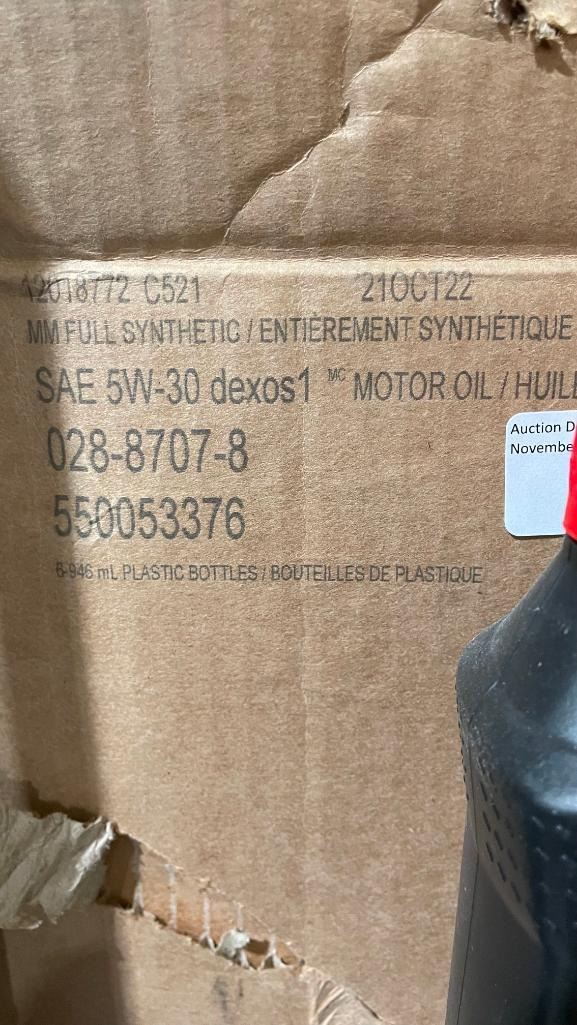 12018772 C521 21OCT22
MM FULL SYNTHETIC / ENTIÈREMENT SYNTHÉTIQUE
SAE 5W-30 dexos1 MC MOTOR OIL / HUILE
028-8707-8
550053376
6-946 mL PLASTIC BOTTLES / BOUTEILLES DE PLASTIQUE
Auction D
Novembe